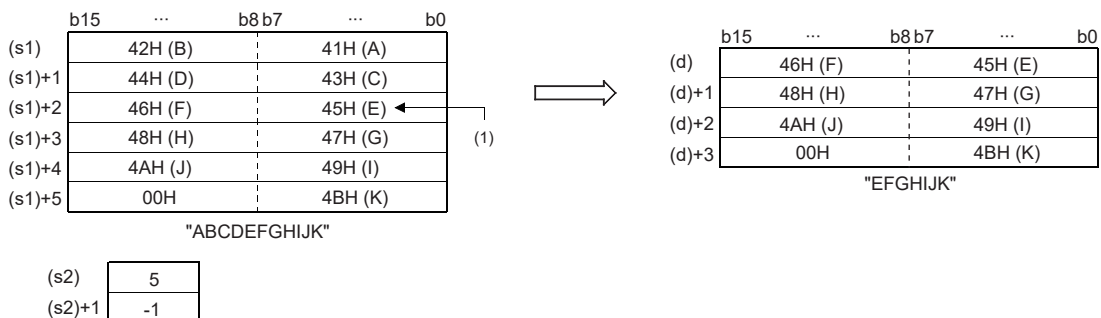 b15 ... b8 b7 ... b0
(s1) 42H (B) 41H (A)
(s1)+1 44H (D) 43H (C)
(s1)+2 46H (F) 45H (E)
(s1)+3 48H (H) 47H (G) (1)
(s1)+4 4AH (J) 49H (I)
(s1)+5 00H 4BH (K)
"ABCDEFGHIJK"
(s2) 5
(s2)+1 -1
b15 ... b8 b7 ... b0
(d) 46H (F) 45H (E)
(d)+1 48H (H) 47H (G)
(d)+2 4AH (J) 49H (I)
(d)+3 00H 4BH (K)
"EFGHIJK"